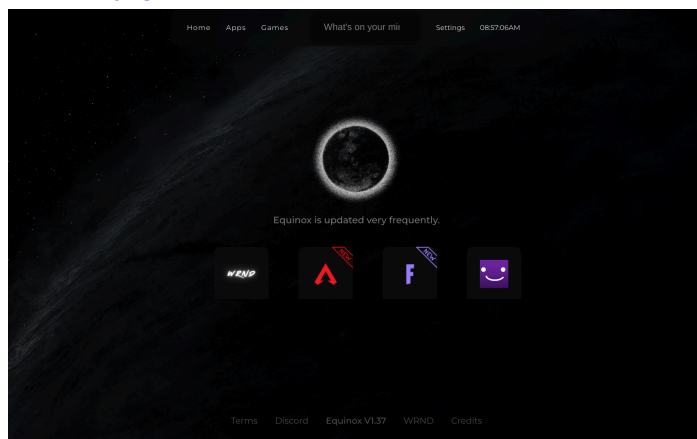 Home Apps Games What's on your mi Settings 08:57:06AM
Equinox is updated very frequently.
WRND NEW F NEW
Terms Discord Equinox V1.37 WRND Credits